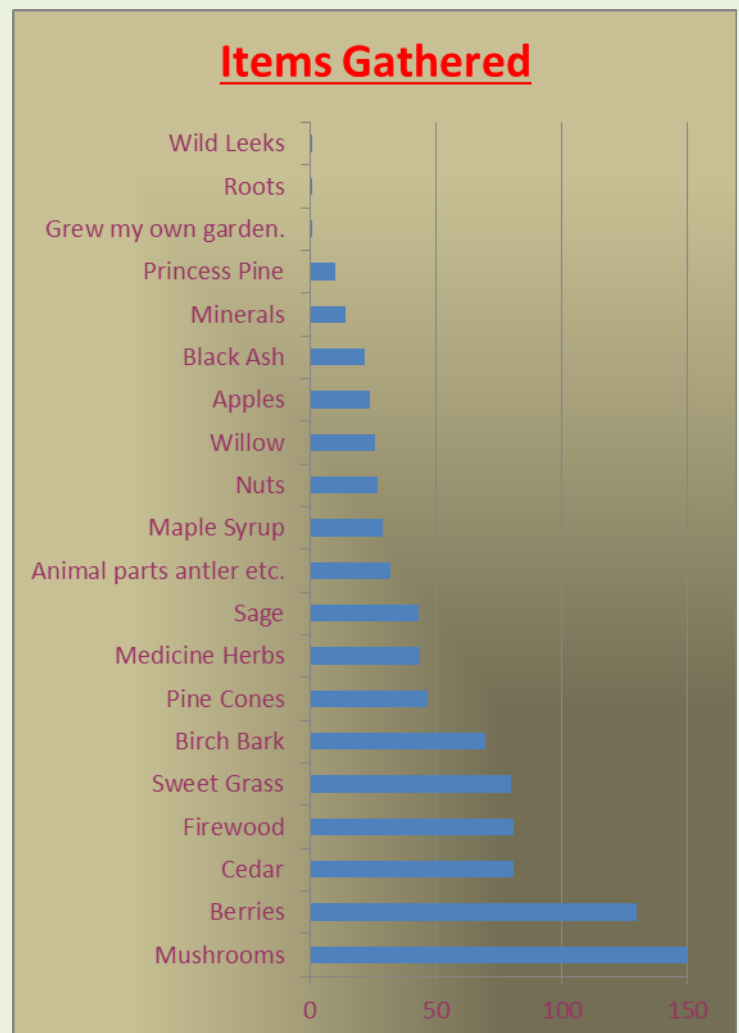 Items Gathered
Wild Leeks
Roots
Grew my own garden.
Princess Pine
Minerals
Black Ash
Apples
Willow
Nuts
Maple Syrup
Animal parts antler etc.
Sage
Medicine Herbs
Pine Cones
Birch Bark
Sweet Grass
Firewood
Cedar
Berries
Mushrooms
0 50 100 150